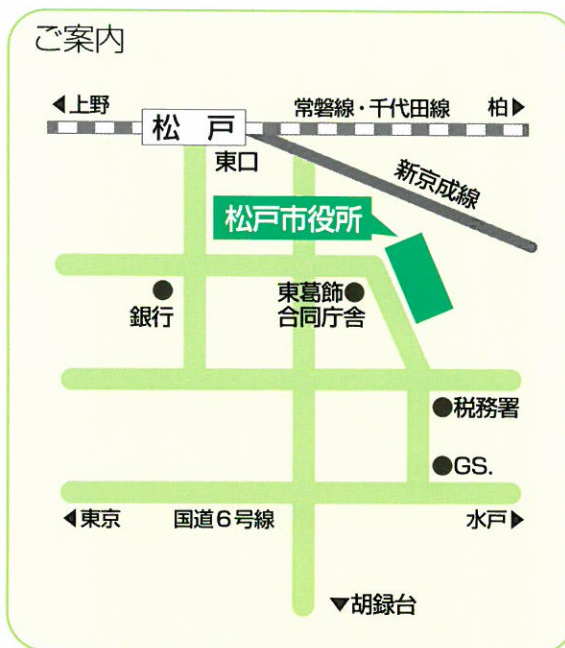 ご案内
◀上野
常磐線・千代田線
柏▶
松戸
東口
新京成線
松戸市役所
銀行
東葛飾
合同庁舎
税務署
GS.
◀東京
国道6号線
水戸▶
▼胡録台